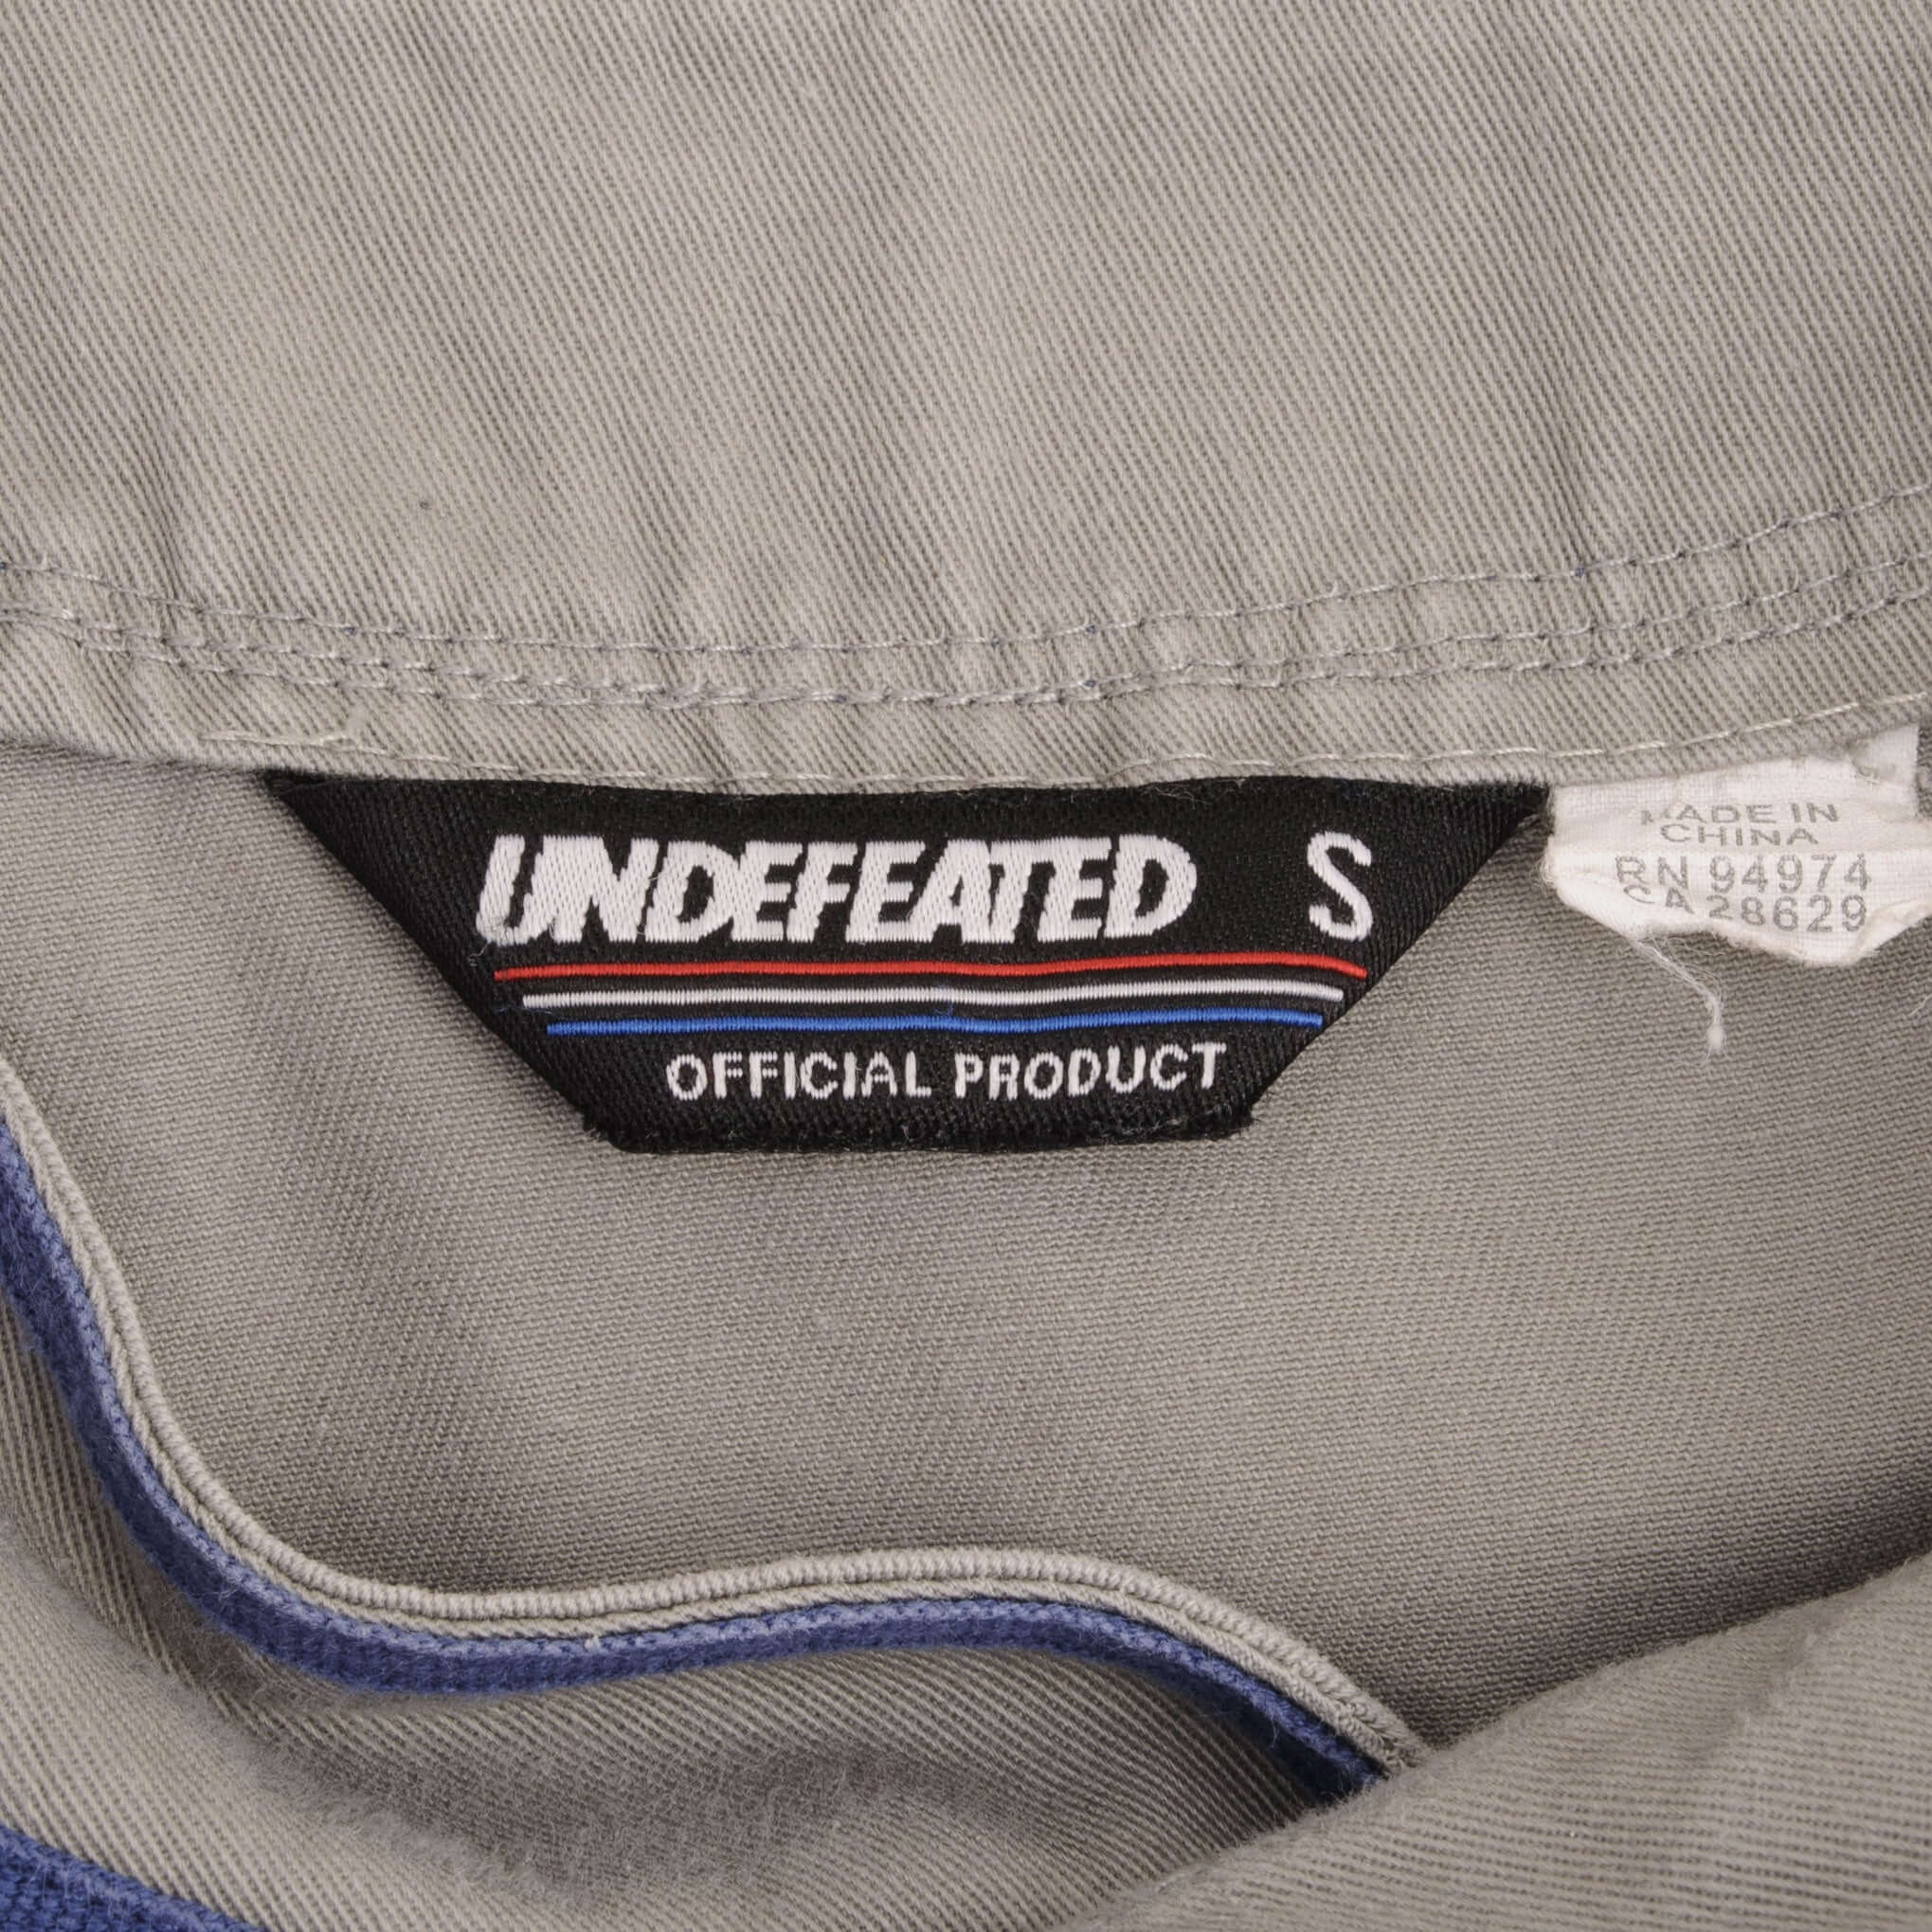 UNDEFEATED S
OFFICIAL PRODUCT
MADE IN
CHINA
RN 94974
CA 28629